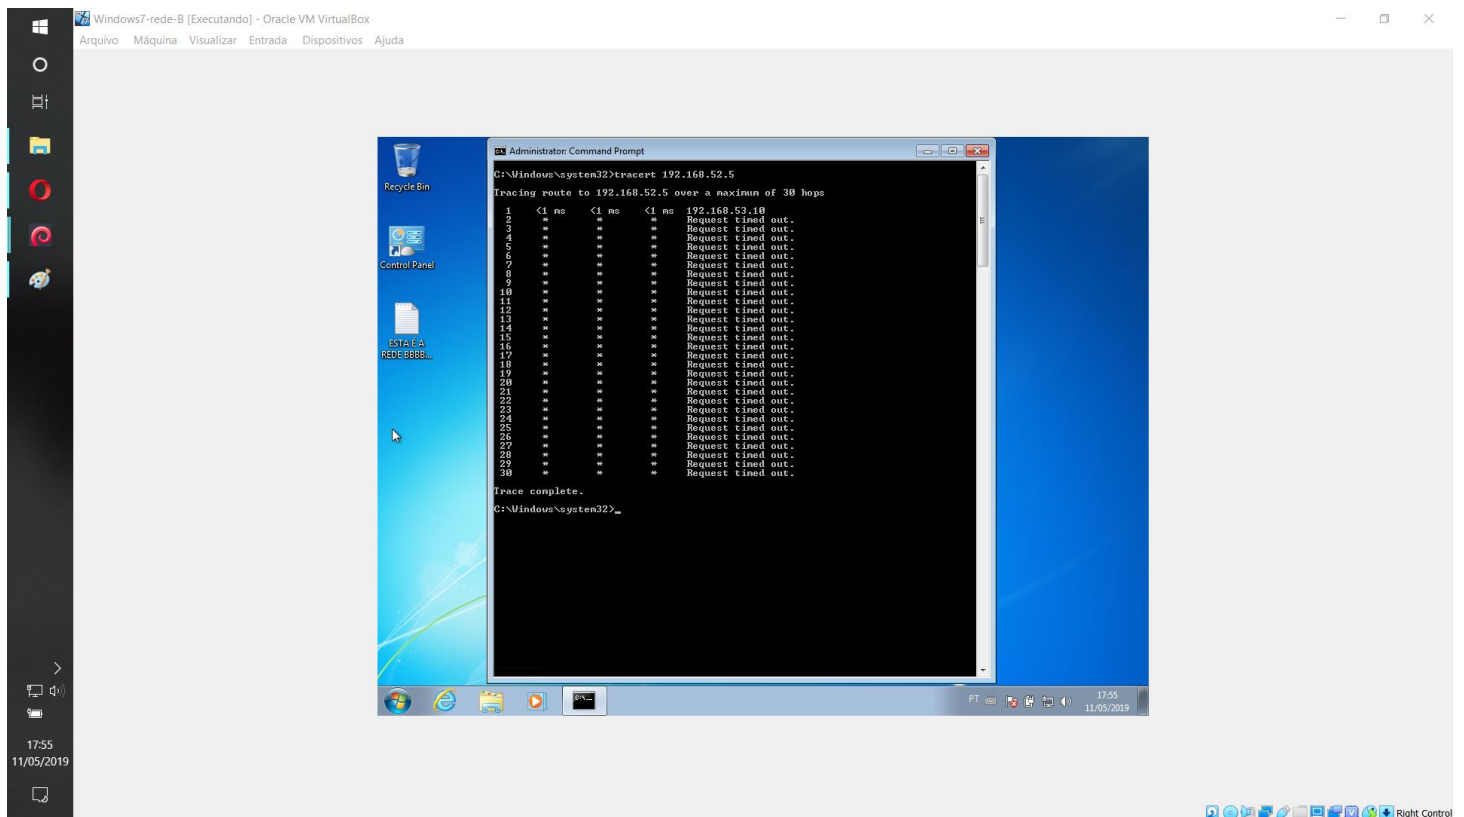 Windows7-rede-B [Executando] - Oracle VM VirtualBox
Arquivo Máquina Visualizar Entrada Dispositivos Ajuda
Recycle Bin
Control Panel
ESTA É A
REDE BBBB...
Administrator: Command Prompt
C:\Windows\system32>tracert 192.168.52.5
Tracing route to 192.168.52.5 over a maximum of 30 hops
1 <1 ms <1 ms <1 ms 192.168.53.10
2 * * * Request timed out.
3 * * * Request timed out.
4 * * * Request timed out.
5 * * * Request timed out.
6 * * * Request timed out.
7 * * * Request timed out.
8 * * * Request timed out.
9 * * * Request timed out.
10 * * * Request timed out.
11 * * * Request timed out.
12 * * * Request timed out.
13 * * * Request timed out.
14 * * * Request timed out.
15 * * * Request timed out.
16 * * * Request timed out.
17 * * * Request timed out.
18 * * * Request timed out.
19 * * * Request timed out.
20 * * * Request timed out.
21 * * * Request timed out.
22 * * * Request timed out.
23 * * * Request timed out.
24 * * * Request timed out.
25 * * * Request timed out.
26 * * * Request timed out.
27 * * * Request timed out.
28 * * * Request timed out.
29 * * * Request timed out.
30 * * * Request timed out.
Trace complete.
C:\Windows\system32>_
PT
17:55
11/05/2019
17:55
11/05/2019
Right Control